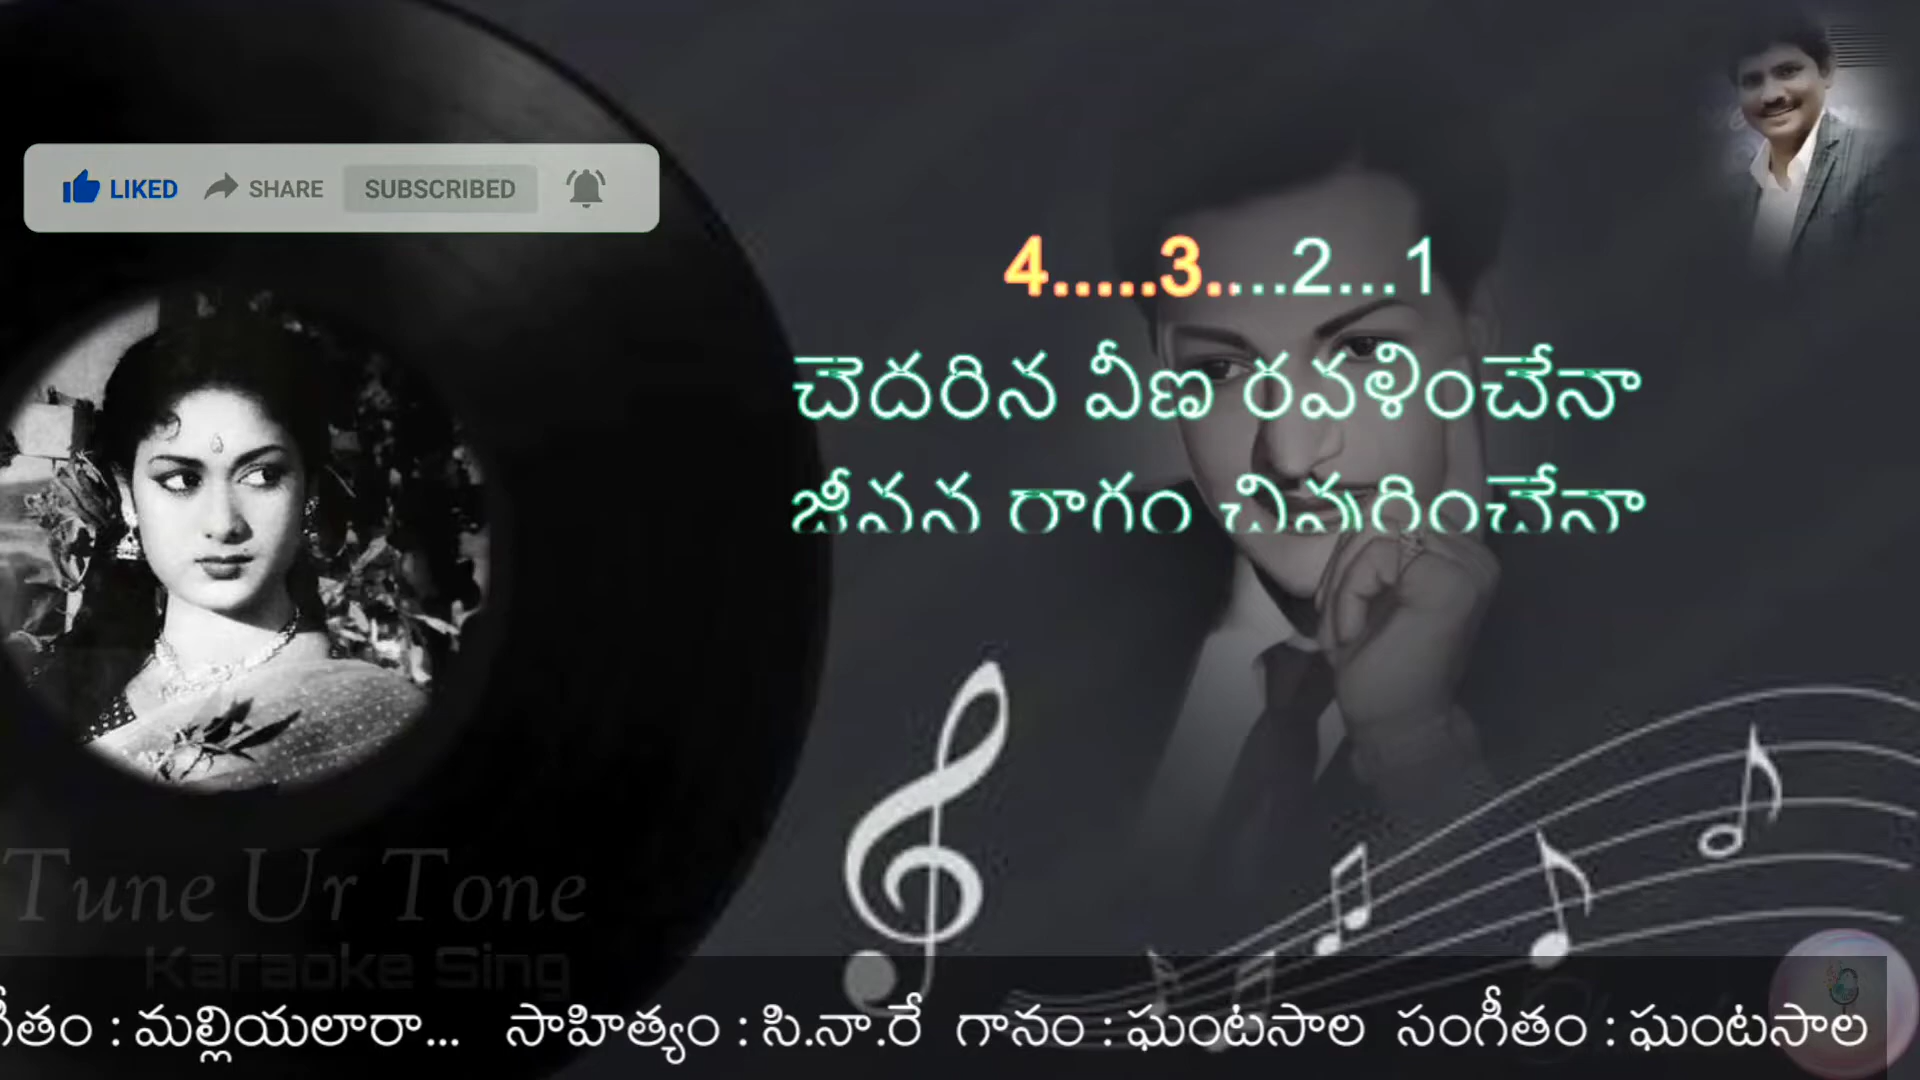 LIKED SHARE SUBSCRIBED
4.....3.....2...1
చెదరిన వీణ రవళించేనా
జీవన రాగం చిగురించేనా
Tune Ur Tone
Karaoke Sing
గీతం : మల్లియలారా... సాహిత్యం : సి.నా.రే గానం : ఘంటసాల సంగీతం : ఘంటసాల